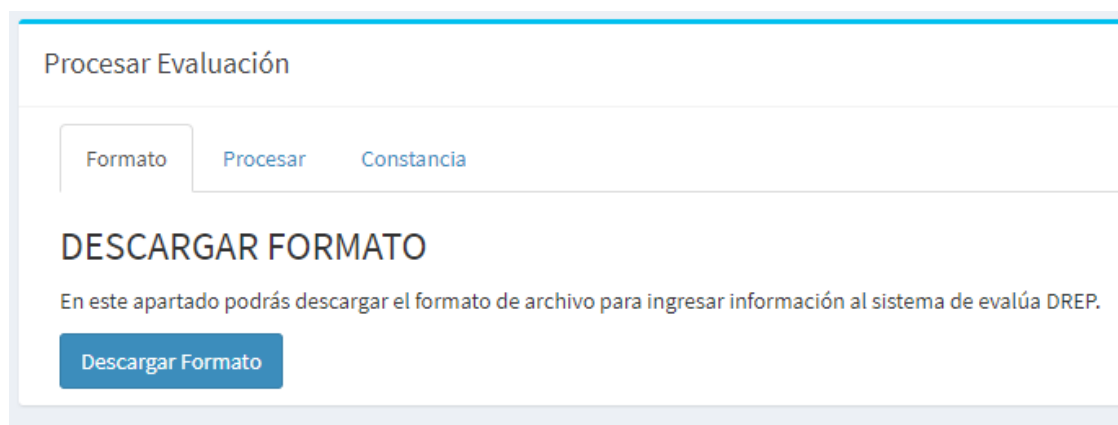 Procesar Evaluación
Formato Procesar Constancia
DESCARGAR FORMATO
En este apartado podrás descargar el formato de archivo para ingresar información al sistema de evalúa DREP.
Descargar Formato